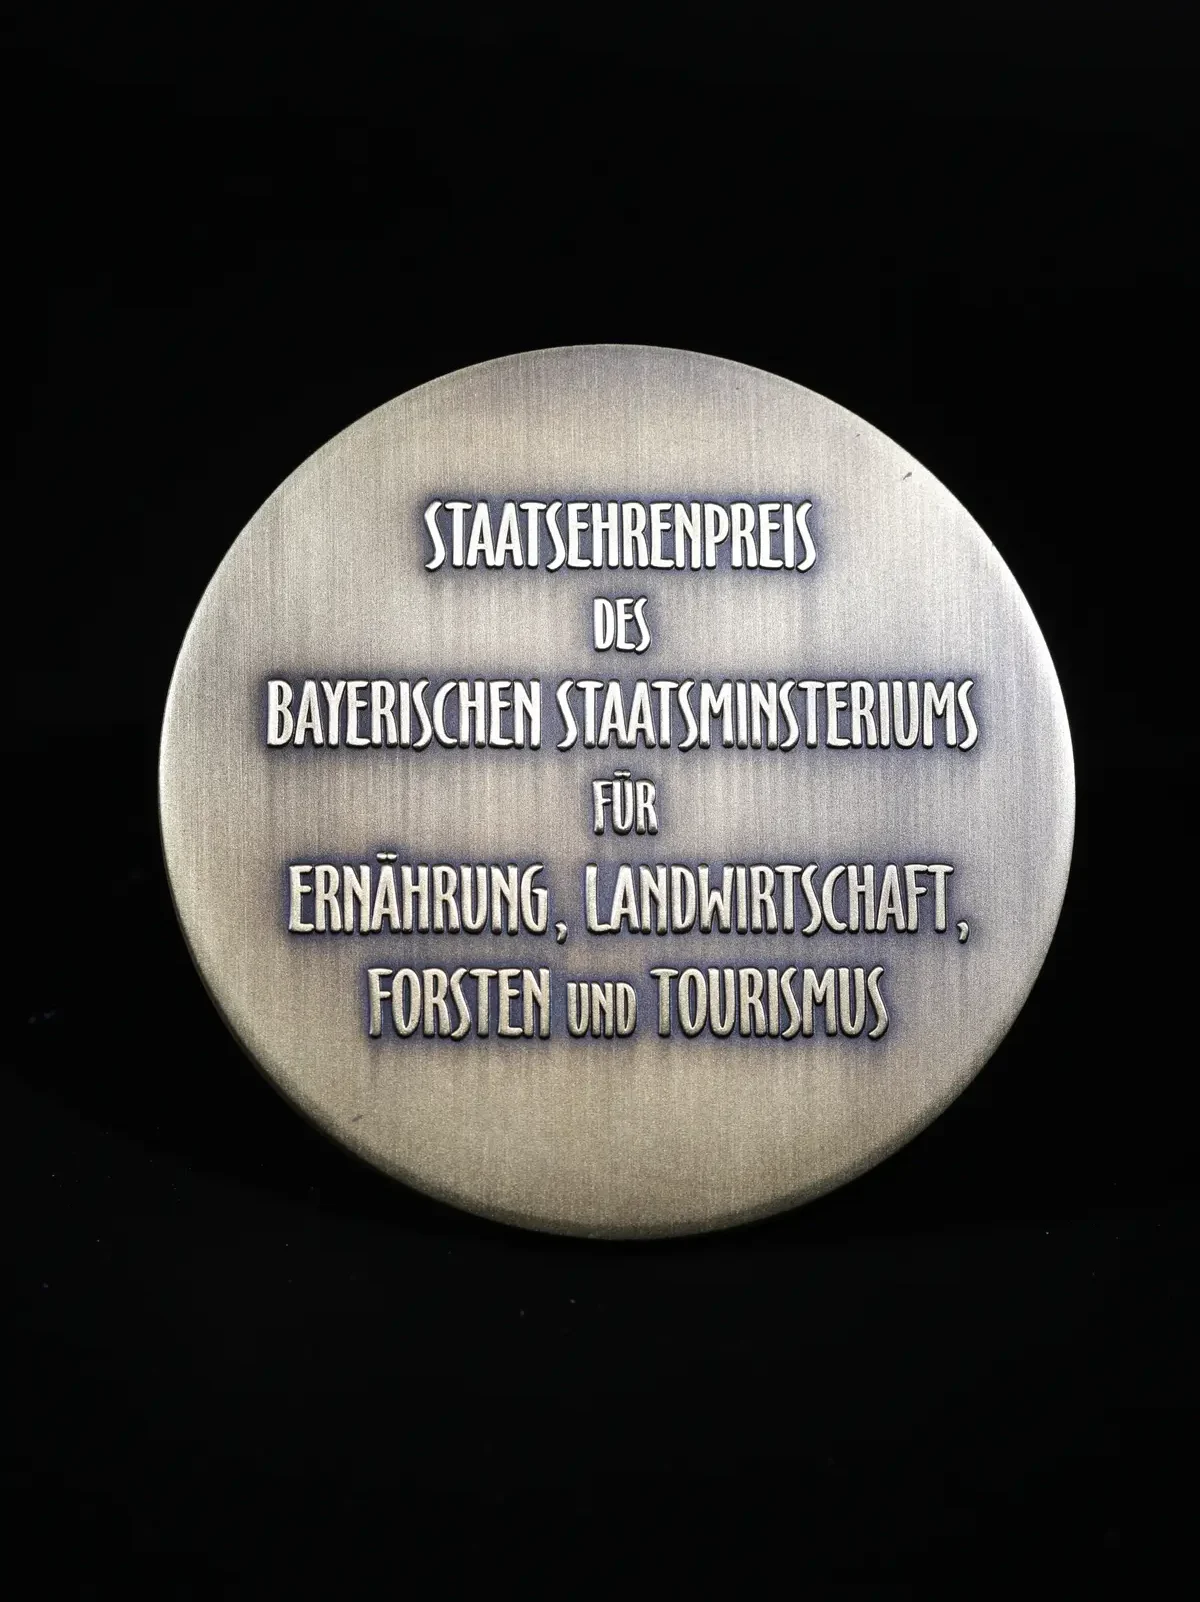 STAATSEHRENPREIS
DES
BAYERISCHEN STAATSMINSTERIUMS
FÜR
ERNÄHRUNG, LANDWIRTSCHAFT,
FORSTEN UND TOURISMUS